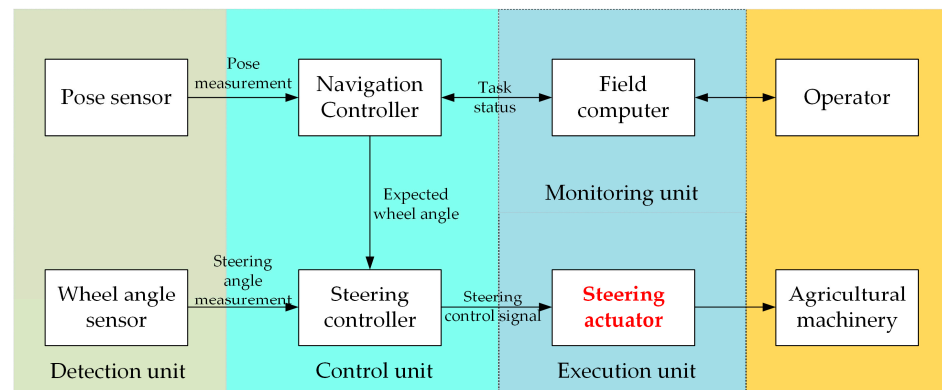 Pose sensor
Pose
measurement
Navigation
Controller
Task
status
Field
computer
Operator
Monitoring unit
Expected
wheel angle
Wheel angle
sensor
Steering
angle
measurement
Steering
controller
Steering
control signal
Steering
actuator
Agricultural
machinery
Detection unit
Control unit
Execution unit